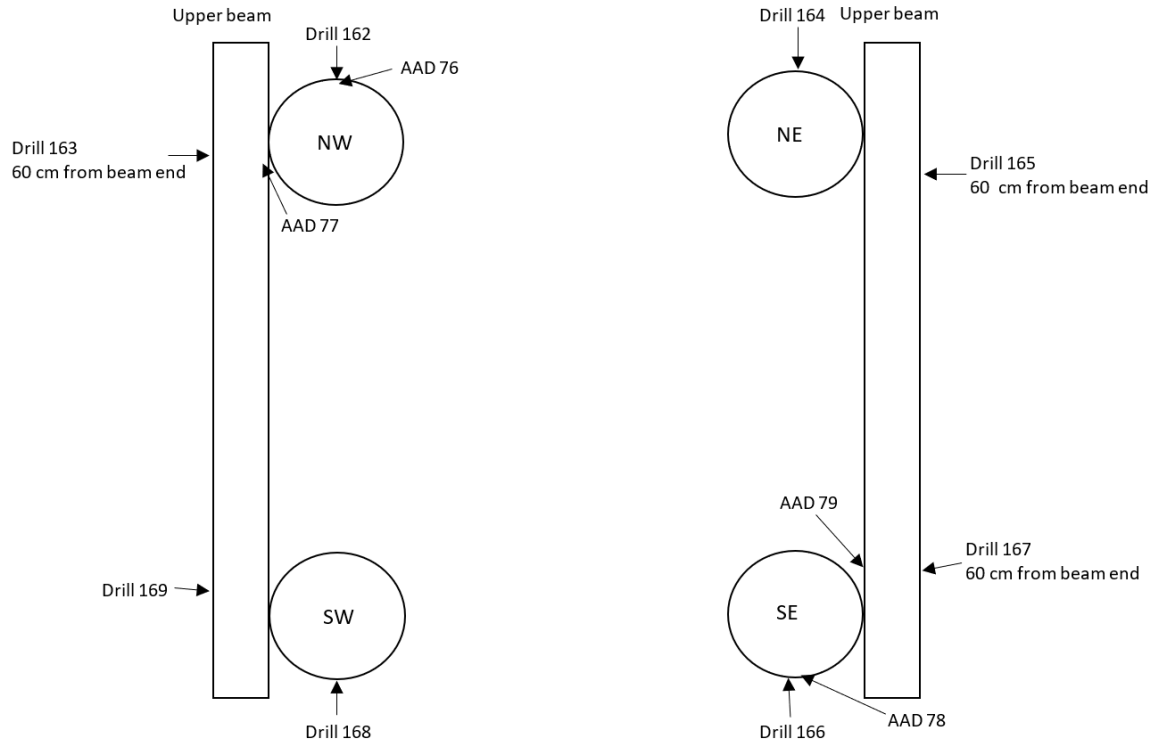 Upper beam
Drill 164
Upper beam
Drill 162
AAD 76
NW
NE
Drill 163
60 cm from beam end
Drill 165
60  cm from beam end
AAD 77
AAD 79
Drill 167
60 cm from beam end
Drill 169
SW
SE
Drill 168
Drill 166
AAD 78